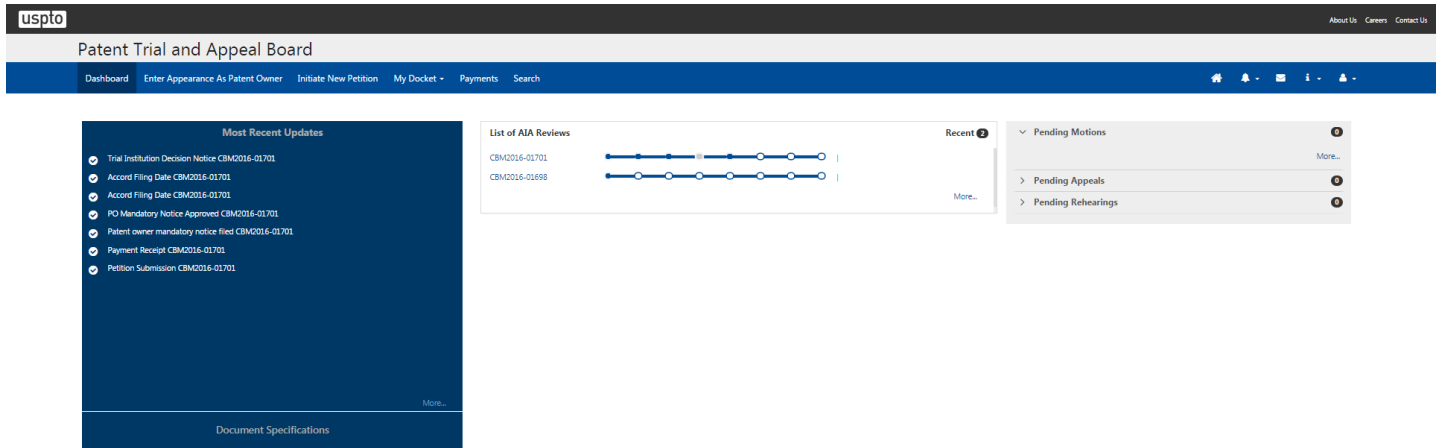 uspto
About Us Careers Contact Us
Patent Trial and Appeal Board
Dashboard Enter Appearance As Patent Owner Initiate New Petition My Docket Payments Search
Most Recent Updates
Trial Institution Decision Notice CBM2016-01701
Accord Filing Date CBM2016-01701
Accord Filing Date CBM2016-01701
PO Mandatory Notice Approved CBM2016-01701
Patent owner mandatory notice filed CBM2016-01701
Payment Receipt CBM2016-01701
Petition Submission CBM2016-01701
More...
Document Specifications
List of AIA Reviews Recent 2
CBM2016-01701
CBM2016-01698
More...
Pending Motions 0
More...
Pending Appeals 0
Pending Rehearings 0